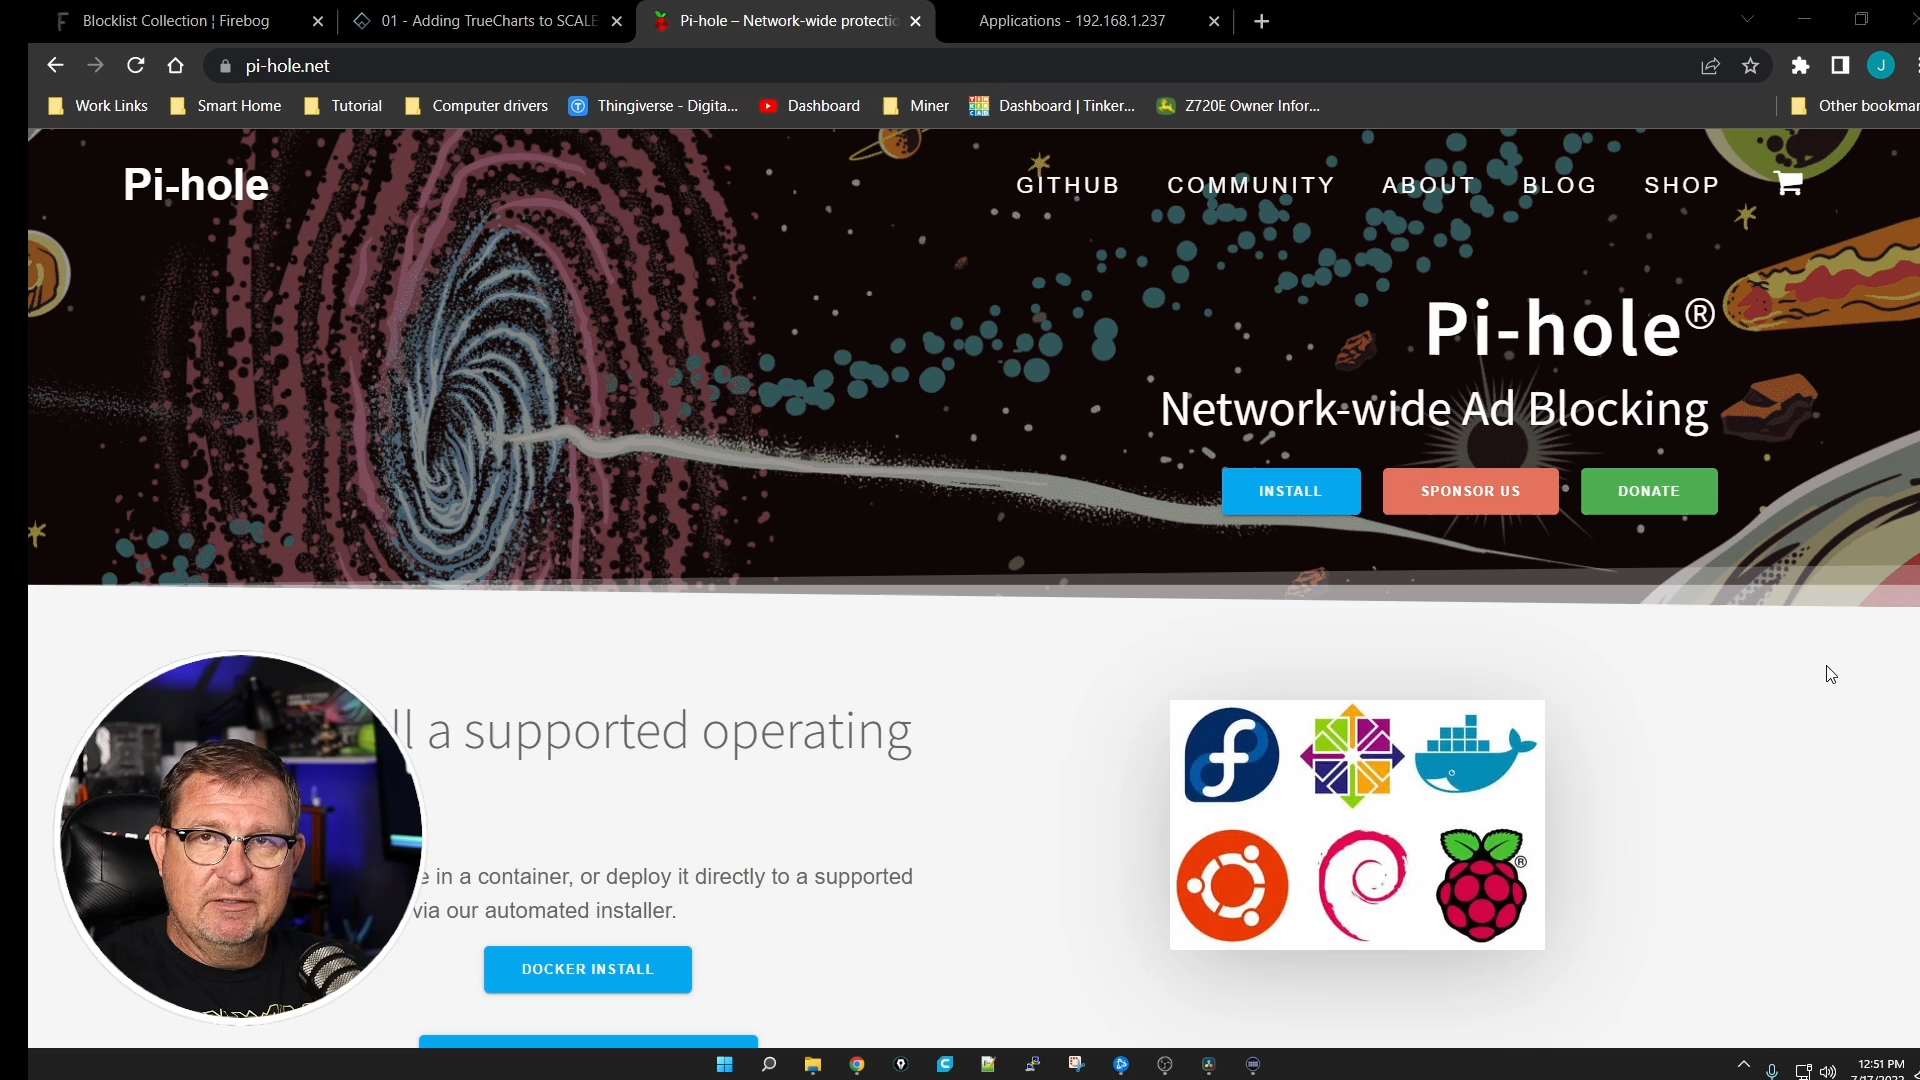 Blocklist Collection ¦ Firebog
01 - Adding TrueCharts to SCALE
Pi-hole – Network-wide protectio
Applications - 192.168.1.237
pi-hole.net
J
Work Links
Smart Home
Tutorial
Computer drivers
Thingiverse - Digita...
Dashboard
Miner
Dashboard | Tinker...
Z720E Owner Infor...
Other bookmar
Pi-hole
GITHUB
COMMUNITY
ABOUT
BLOG
SHOP
Pi-hole®
Network-wide Ad Blocking
INSTALL
SPONSOR US
DONATE
ll a supported operating
e in a container, or deploy it directly to a supported
via our automated installer.
DOCKER INSTALL
12:51 PM